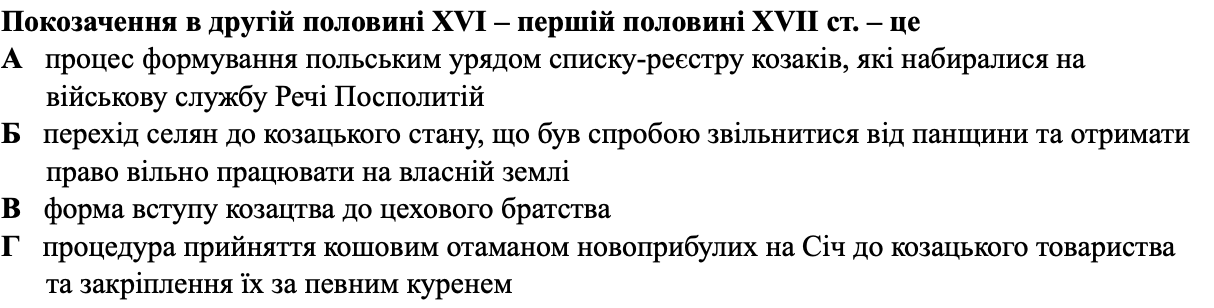 Покозачення в другій половині XVI – першій половині XVII ст. – це
А процес формування польським урядом списку-реєстру козаків, які набиралися на
військову службу Речі Посполитій
Б перехід селян до козацького стану, що був спробою звільнитися від панщини та отримати
право вільно працювати на власній землі
В форма вступу козацтва до цехового братства
Г процедура прийняття кошовим отаманом новоприбулих на Січ до козацького товариства
та закріплення їх за певним куренем